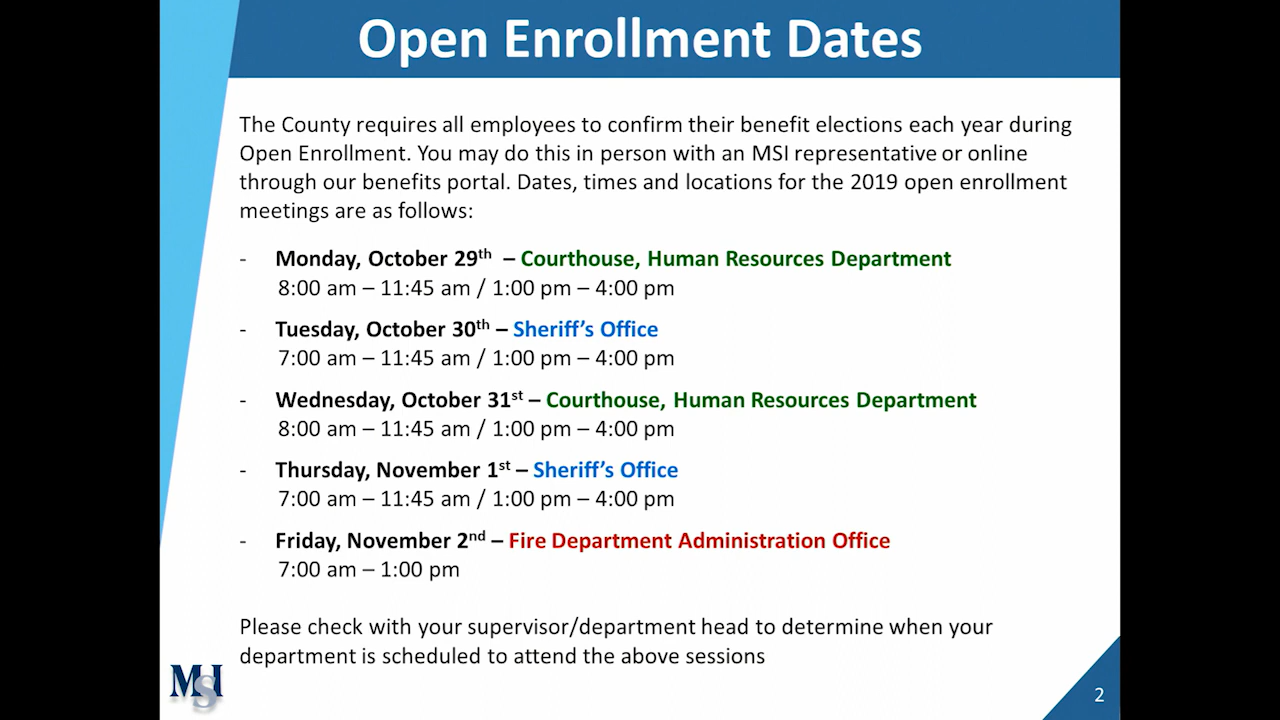 Open Enrollment Dates
The County requires all employees to confirm their benefit elections each year during
Open Enrollment. You may do this in person with an MSI representative or online
through our benefits portal. Dates, times and locations for the 2019 open enrollment
meetings are as follows:
- Monday, October 29th – Courthouse, Human Resources Department
8:00 am – 11:45 am / 1:00 pm – 4:00 pm
- Tuesday, October 30th – Sheriff’s Office
7:00 am – 11:45 am / 1:00 pm – 4:00 pm
- Wednesday, October 31st – Courthouse, Human Resources Department
8:00 am – 11:45 am / 1:00 pm – 4:00 pm
- Thursday, November 1st – Sheriff’s Office
7:00 am – 11:45 am / 1:00 pm – 4:00 pm
- Friday, November 2nd – Fire Department Administration Office
7:00 am – 1:00 pm
Please check with your supervisor/department head to determine when your
department is scheduled to attend the above sessions
MSI
2